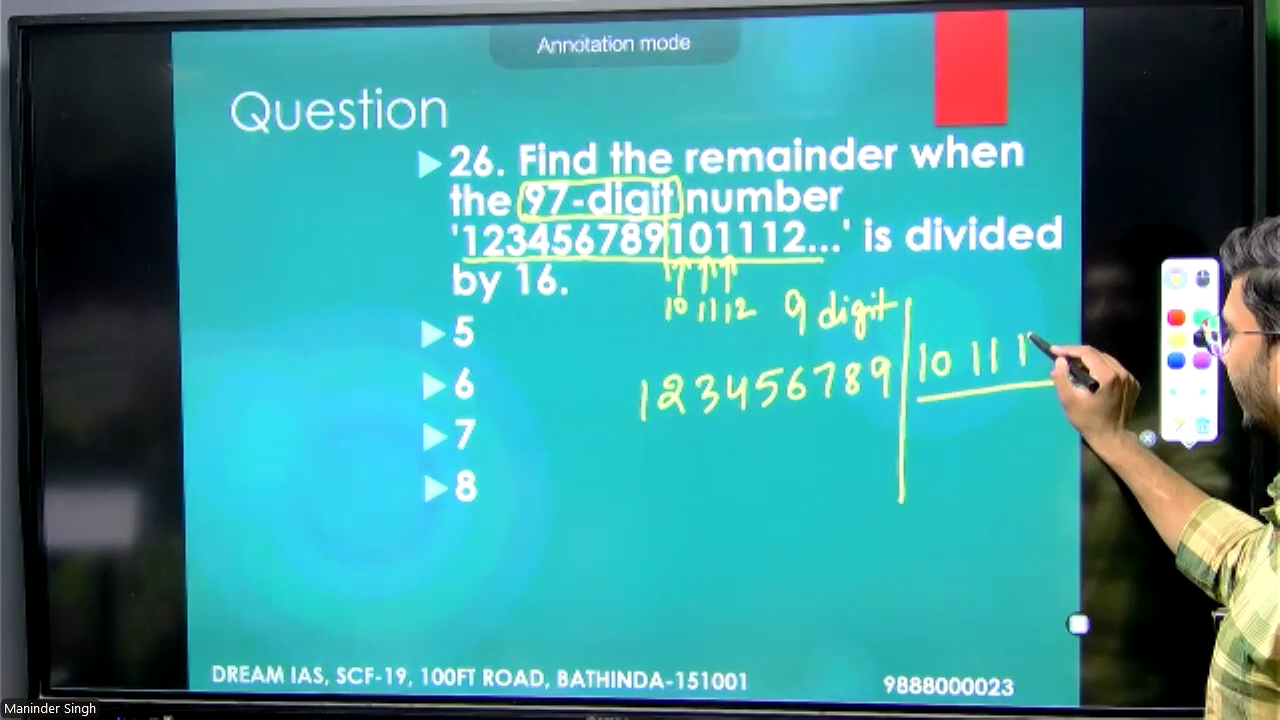 Annotation mode
Question
26. Find the remainder when
the 97-digit number
'123456789101112...' is divided
by 16.
10 11 12 9 digit
5
6
7
8
123456789 10 11 1
DREAM IAS, SCF-19, 100FT ROAD, BATHINDA-151001
9888000023
Maninder Singh